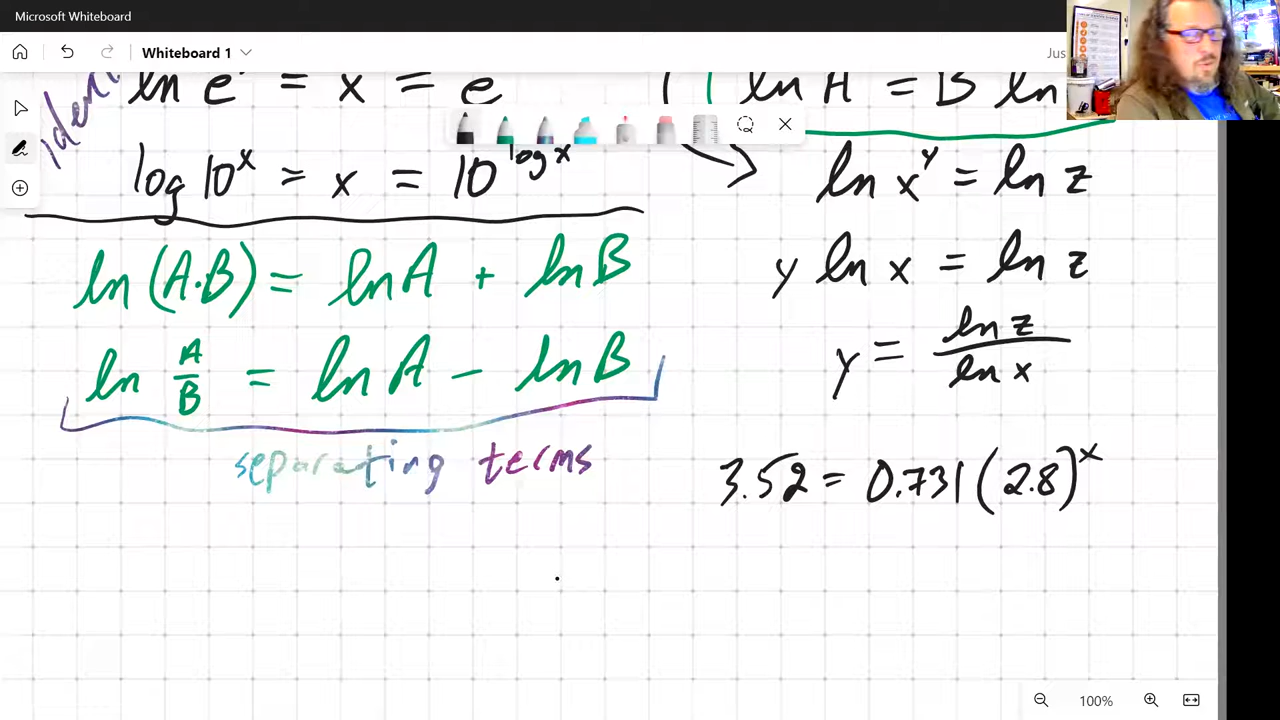 Microsoft Whiteboard
Whiteboard 1
Jus
ln e = x = e
ln A = B ln
log 10^x = x = 10^log x
ln x^y = ln z
ln (A·B) = ln A + ln B
y ln x = ln z
ln A/B = ln A - ln B
y = ln z / ln x
separating terms
3.52 = 0.731 (2.8)^x
100%